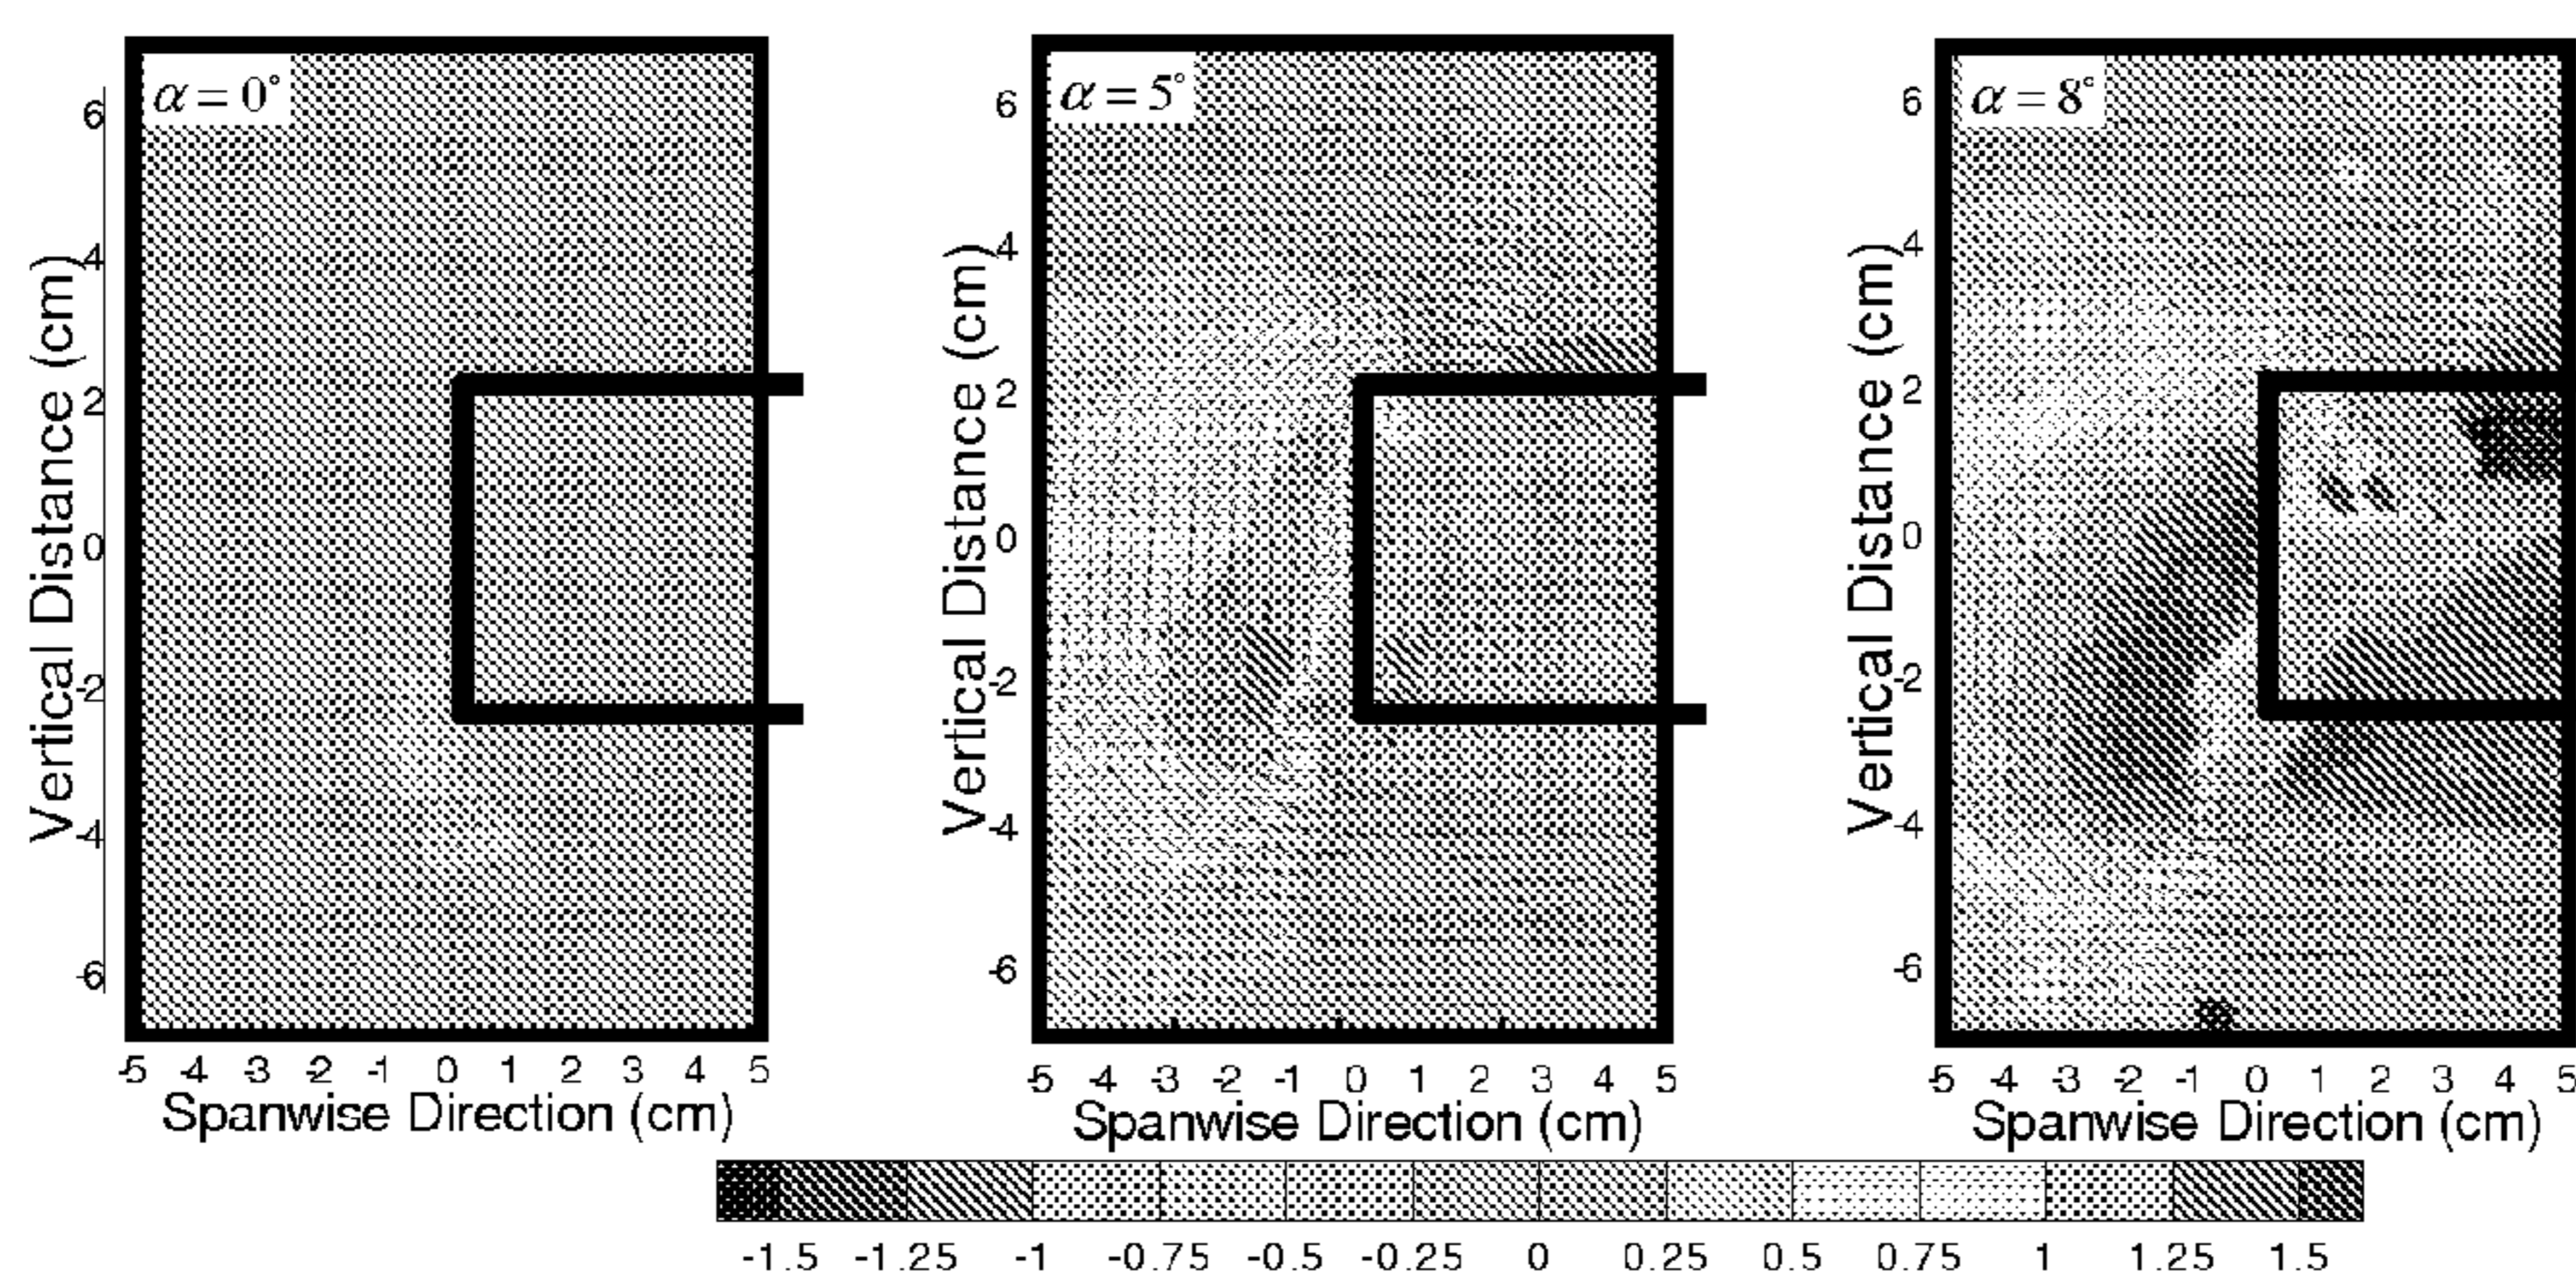 α = 0°
6
4
2
0
-2
-4
-6
Vertical Distance (cm)
-5 -4 -3 -2 -1 0 1 2 3 4 5
Spanwise Direction (cm)
α = 5°
6
4
2
0
-2
-4
-6
Vertical Distance (cm)
-5 -4 -3 -2 -1 0 1 2 3 4 5
Spanwise Direction (cm)
α = 8°
6
4
2
0
-2
-4
-6
Vertical Distance (cm)
-5 -4 -3 -2 -1 0 1 2 3 4 5
Spanwise Direction (cm)
-1.5 -1.25 -1 -0.75 -0.5 -0.25 0 0.25 0.5 0.75 1 1.25 1.5